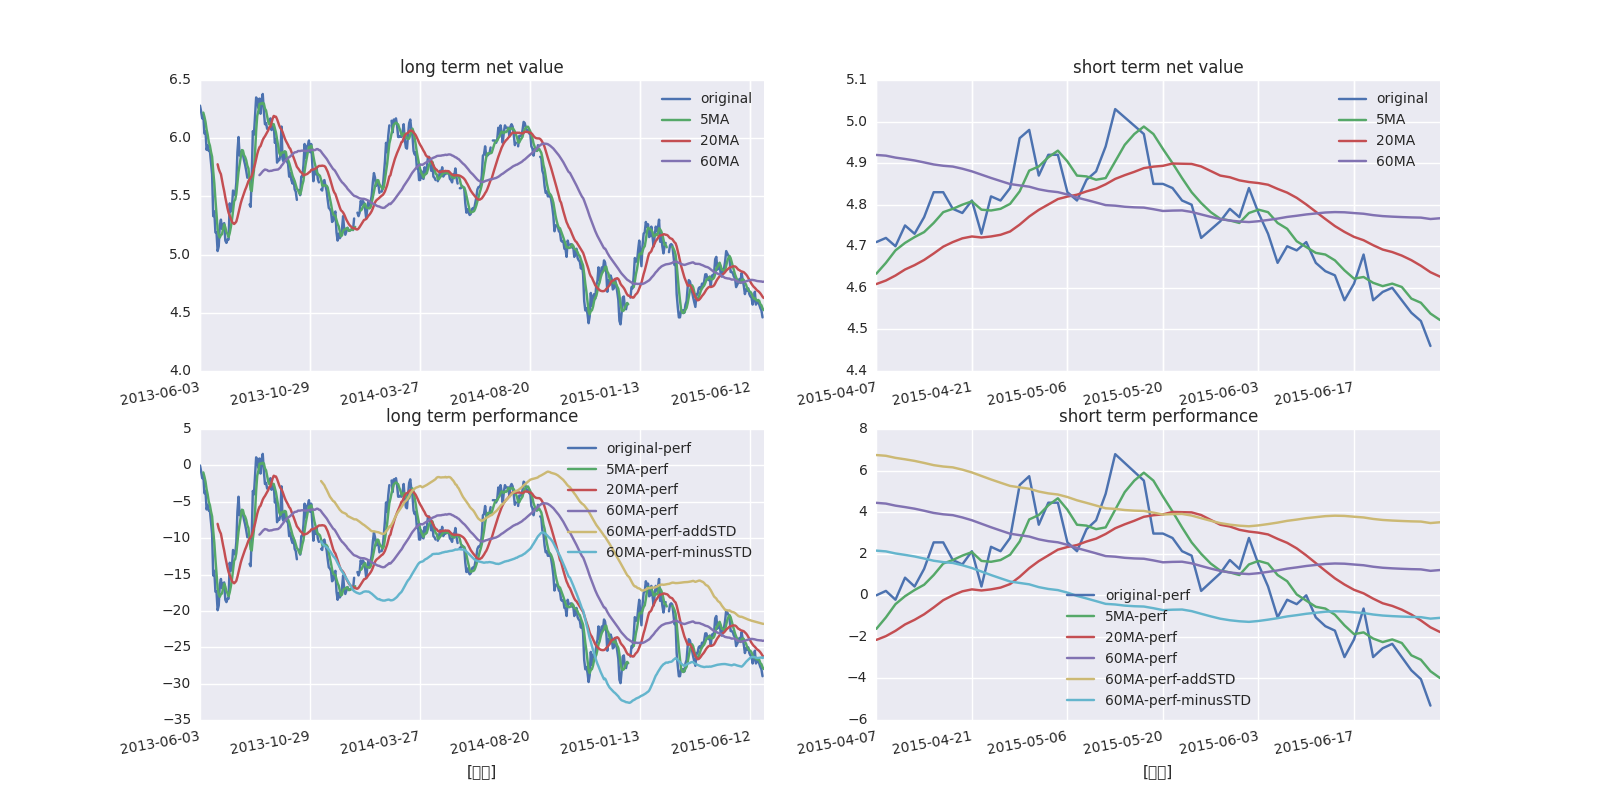 long term net value
6.5
6.0
5.5
5.0
4.5
4.0
original
5MA
20MA
60MA
2013-06-03
2013-10-29
2014-03-27
2014-08-20
2015-01-13
2015-06-12
short term net value
5.1
5.0
4.9
4.8
4.7
4.6
4.5
4.4
original
5MA
20MA
60MA
2015-04-07
2015-04-21
2015-05-06
2015-05-20
2015-06-03
2015-06-17
long term performance
5
0
−5
−10
−15
−20
−25
−30
−35
original-perf
5MA-perf
20MA-perf
60MA-perf
60MA-perf-addSTD
60MA-perf-minusSTD
2013-06-03
2013-10-29
2014-03-27
2014-08-20
2015-01-13
2015-06-12
short term performance
8
6
4
2
0
−2
−4
−6
original-perf
5MA-perf
20MA-perf
60MA-perf
60MA-perf-addSTD
60MA-perf-minusSTD
2015-04-07
2015-04-21
2015-05-06
2015-05-20
2015-06-03
2015-06-17